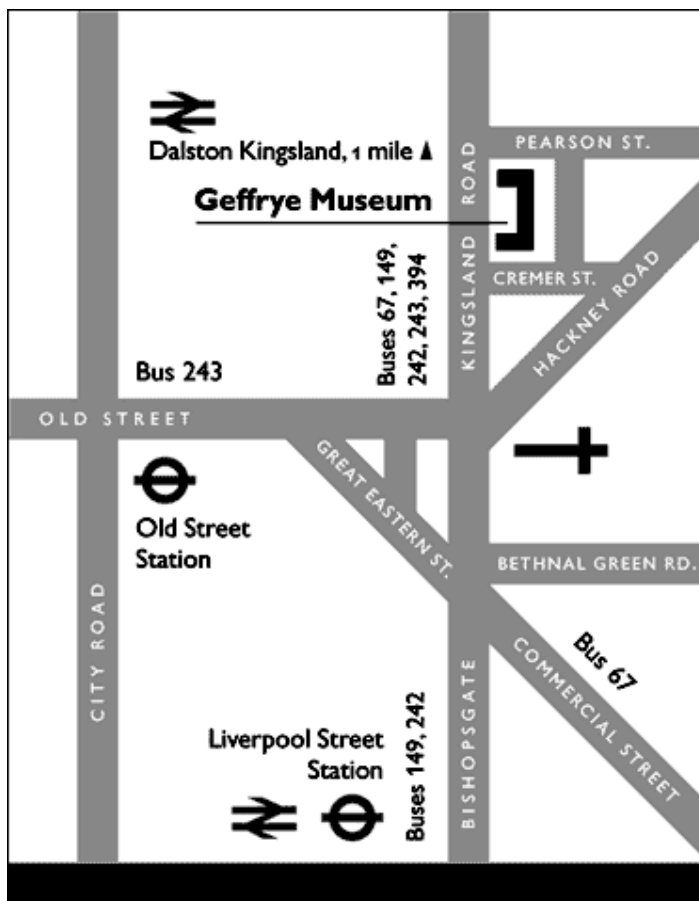 Dalston Kingsland, 1 mile ▲
PEARSON ST.
Geffrye Museum
KINGSLAND ROAD
CREMER ST.
HACKNEY ROAD
Buses 67, 149,
242, 243, 394
Bus 243
OLD STREET
GREAT EASTERN ST.
Old Street
Station
BETHNAL GREEN RD.
CITY ROAD
Bus 67
COMMERCIAL STREET
Liverpool Street
Station
Buses 149, 242
BISHOPSGATE